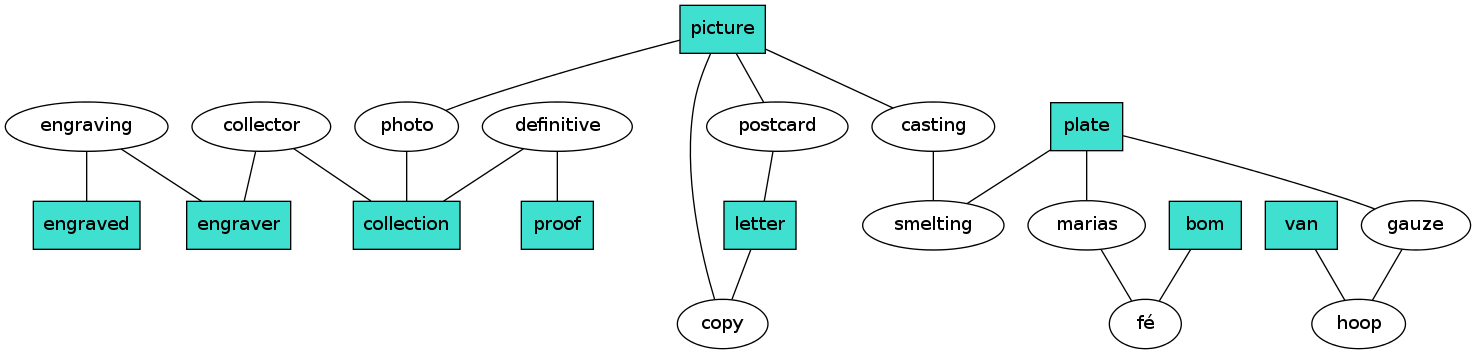 picture
engraving
collector
photo
definitive
postcard
casting
plate
engraved
engraver
collection
proof
letter
smelting
marias
bom
van
gauze
copy
fé
hoop